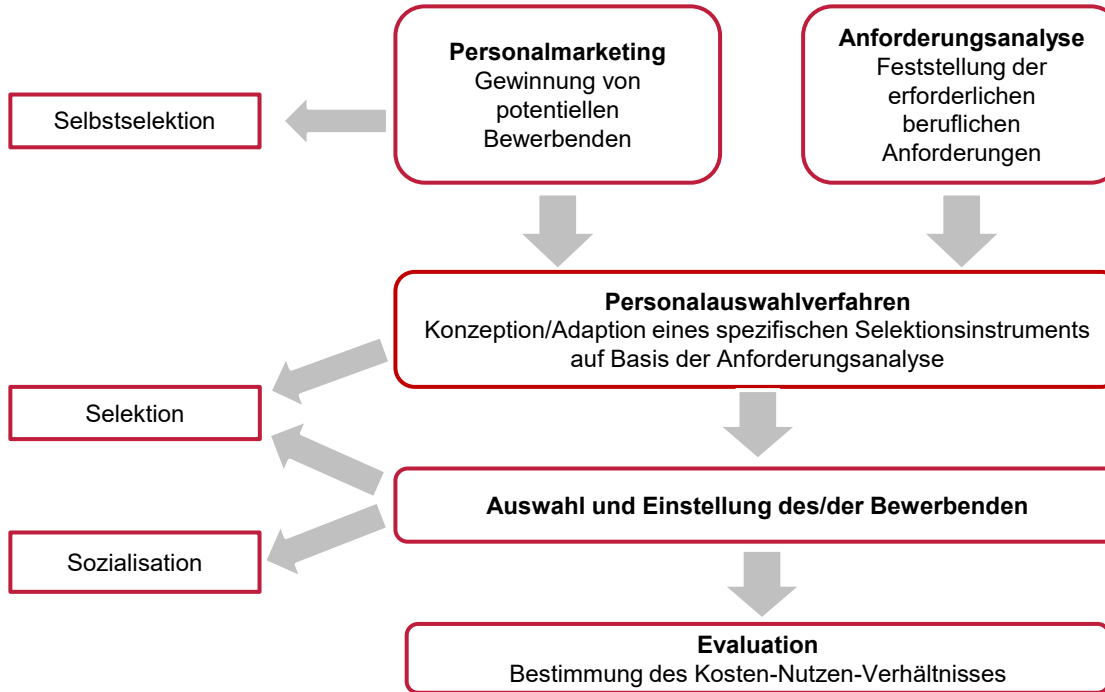 Personalmarketing
Gewinnung von
potentiellen
Bewerbenden
Anforderungsanalyse
Feststellung der
erforderlichen
beruflichen
Anforderungen
Selbstselektion
Personalauswahlverfahren
Konzeption/Adaption eines spezifischen Selektionsinstruments
auf Basis der Anforderungsanalyse
Selektion
Auswahl und Einstellung des/der Bewerbenden
Sozialisation
Evaluation
Bestimmung des Kosten-Nutzen-Verhältnisses